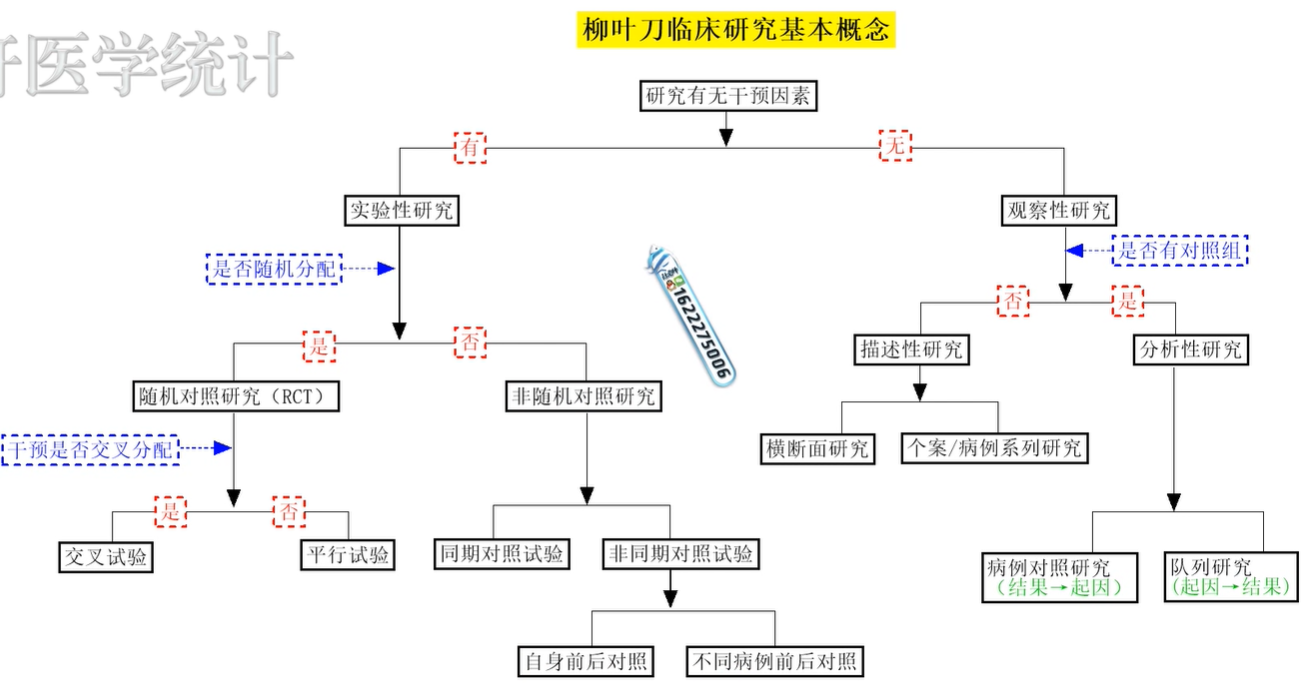 柳叶刀临床研究基本概念
医学统计
研究有无干预因素
有
无
实验性研究
观察性研究
是否随机分配
是否有对照组
是
否
否
是
描述性研究
分析性研究
随机对照研究（RCT）
非随机对照研究
干预是否交叉分配
横断面研究
个案/病例系列研究
是
否
交叉试验
平行试验
同期对照试验
非同期对照试验
病例对照研究
（结果→起因）
队列研究
(起因→结果)
自身前后对照
不同病例前后对照
1622275006